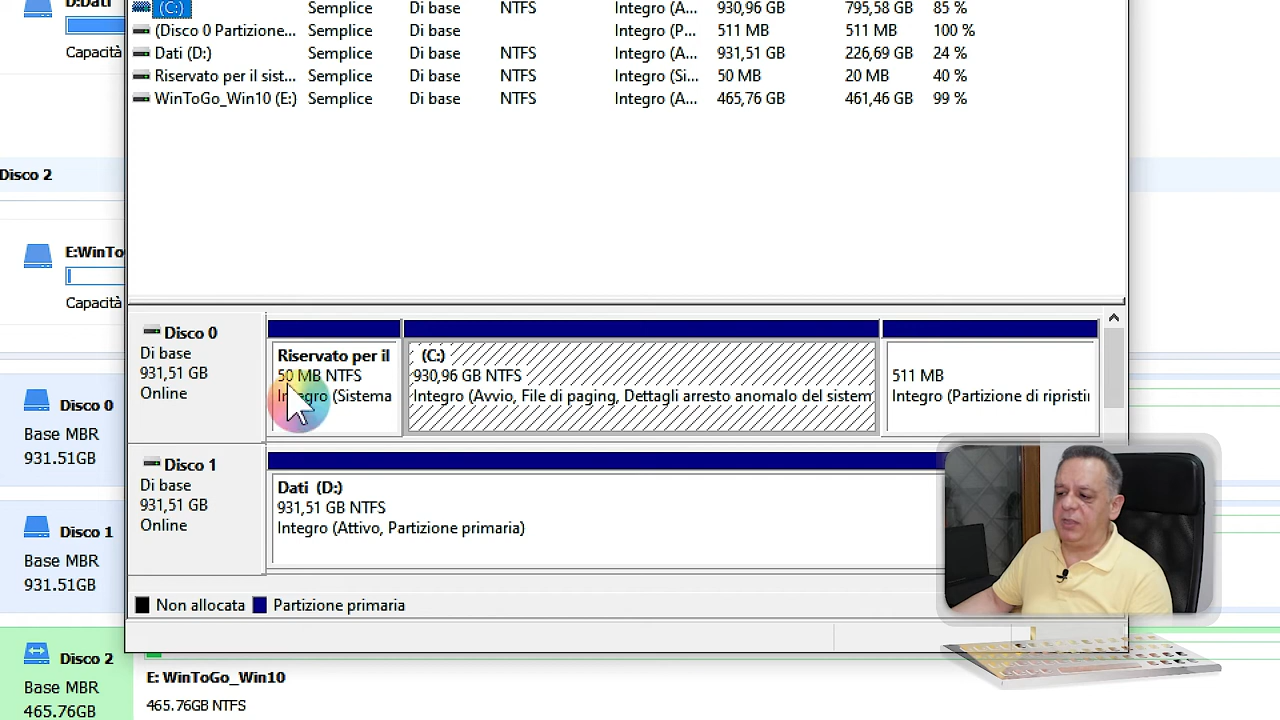 D:Dati
Capacità
Disco 2
E:WinTo
Capacità
Disco 0
Base MBR
931.51GB
Disco 1
Base MBR
931.51GB
Disco 2
Base MBR
465.76GB
(C:) Semplice Di base NTFS Integro (A... 930,96 GB 795,58 GB 85 %
(Disco 0 Partizione... Semplice Di base Integro (P... 511 MB 511 MB 100 %
Dati (D:) Semplice Di base NTFS Integro (A... 931,51 GB 226,69 GB 24 %
Riservato per il sist... Semplice Di base NTFS Integro (Si... 50 MB 20 MB 40 %
WinToGo_Win10 (E:) Semplice Di base NTFS Integro (A... 465,76 GB 461,46 GB 99 %
Disco 0
Di base
931,51 GB
Online
Riservato per il
50 MB NTFS
Integro (Sistema
(C:)
930,96 GB NTFS
Integro (Avvio, File di paging, Dettagli arresto anomalo del sistem
511 MB
Integro (Partizione di ripristi
Disco 1
Di base
931,51 GB
Online
Dati (D:)
931,51 GB NTFS
Integro (Attivo, Partizione primaria)
Non allocata Partizione primaria
E: WinToGo_Win10
465.76GB NTFS